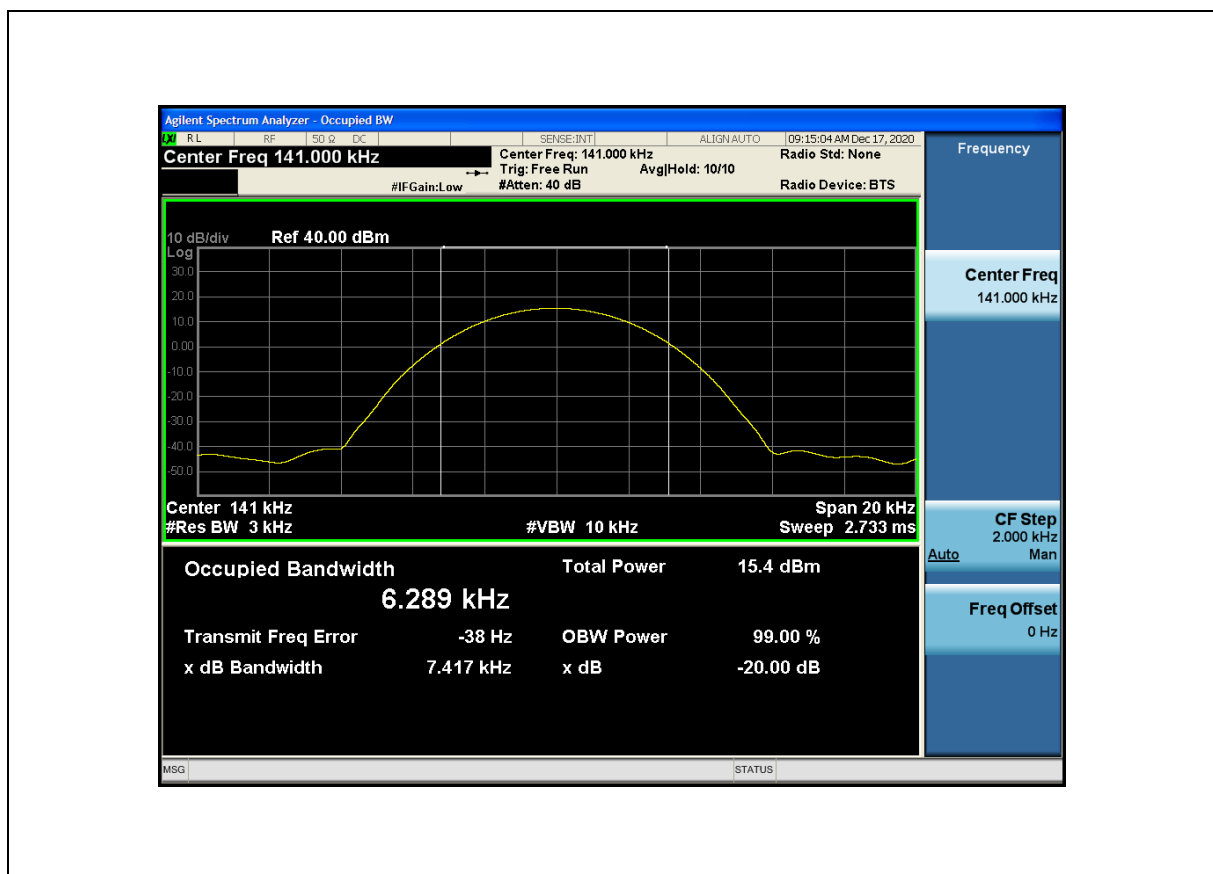 Agilent Spectrum Analyzer - Occupied BW
LXI RL RF 50 Ω DC SENSE:INT ALIGN AUTO 09:15:04 AM Dec 17, 2020
Center Freq 141.000 kHz Center Freq: 141.000 kHz Radio Std: None
Trig: Free Run Avg|Hold: 10/10
#IFGain:Low #Atten: 40 dB Radio Device: BTS
Frequency
10 dB/div Ref 40.00 dBm
Log
30.0
20.0
10.0
0.00
-10.0
-20.0
-30.0
-40.0
-50.0
Center 141 kHz Span 20 kHz
#Res BW 3 kHz #VBW 10 kHz Sweep 2.733 ms
Center Freq
141.000 kHz
CF Step
2.000 kHz
Auto Man
Freq Offset
0 Hz
Occupied Bandwidth Total Power 15.4 dBm
6.289 kHz
Transmit Freq Error -38 Hz OBW Power 99.00 %
x dB Bandwidth 7.417 kHz x dB -20.00 dB
MSG STATUS